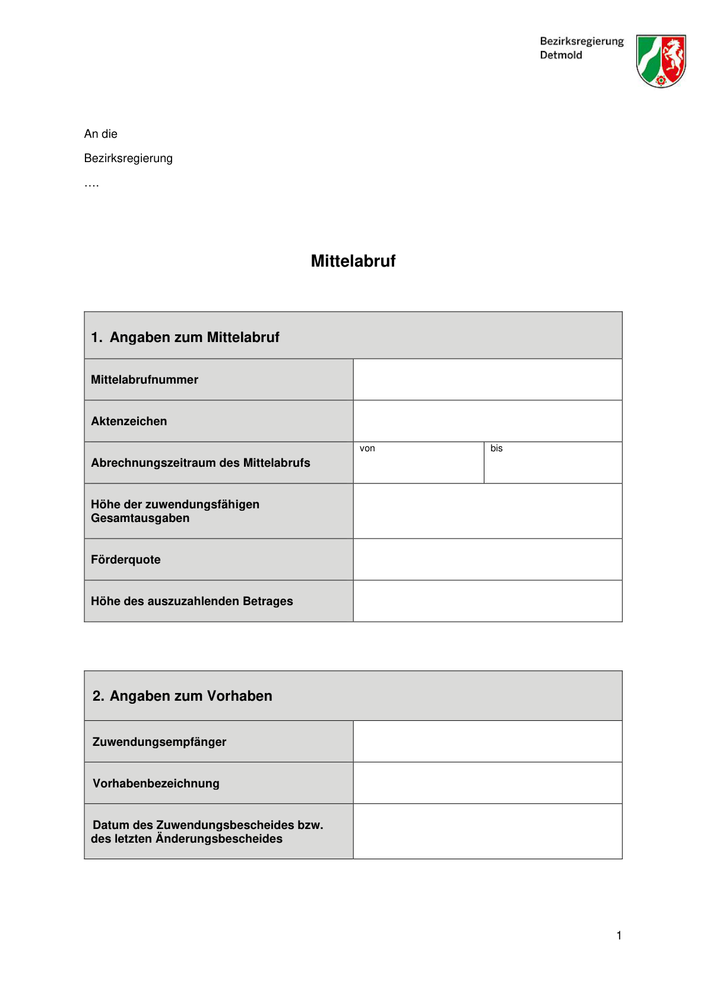 Bezirksregierung
Detmold
An die
Bezirksregierung
….
Mittelabruf
1. Angaben zum Mittelabruf
Mittelabrufnummer
Aktenzeichen
Abrechnungszeitraum des Mittelabrufs
von
bis
Höhe der zuwendungsfähigen
Gesamtausgaben
Förderquote
Höhe des auszuzahlenden Betrages
2. Angaben zum Vorhaben
Zuwendungsempfänger
Vorhabenbezeichnung
Datum des Zuwendungsbescheides bzw.
des letzten Änderungsbescheides
1